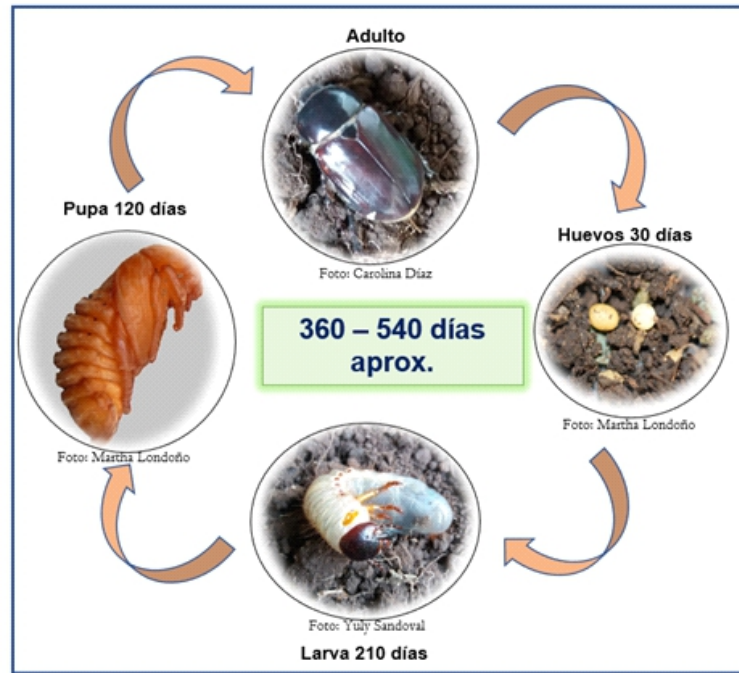 Adulto
Foto: Carolina Díaz
Pupa 120 días
Huevos 30 días
Foto: Martha Londoño
Foto: Martha Londoño
360 – 540 días
aprox.
Foto: Yuly Sandoval
Larva 210 días